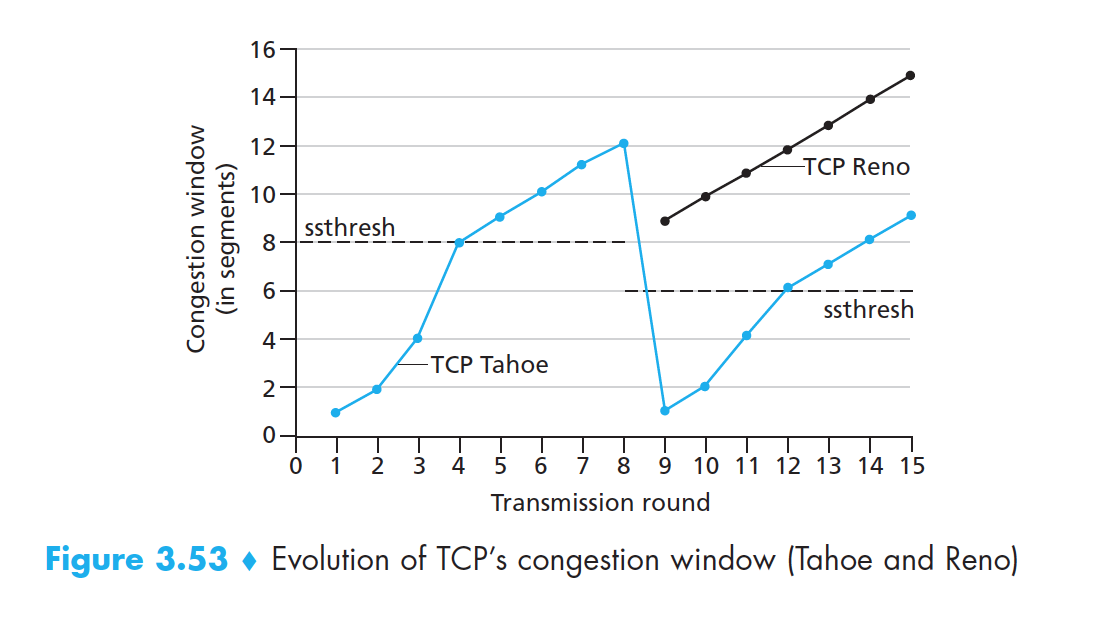 16
14
12
10
8
6
4
2
0
Congestion window
(in segments)
ssthresh
TCP Tahoe
TCP Reno
ssthresh
0 1 2 3 4 5 6 7 8 9 10 11 12 13 14 15
Transmission round
Figure 3.53 ♦ Evolution of TCP’s congestion window (Tahoe and Reno)